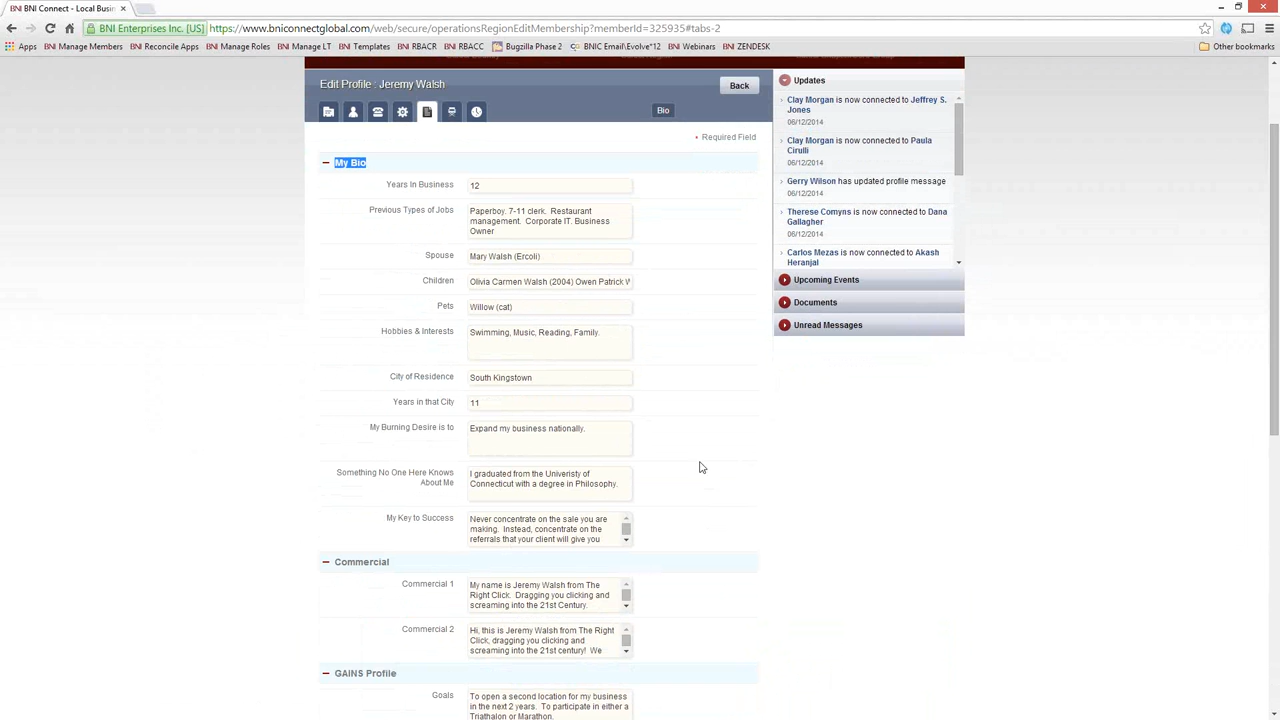 BNI Connect - Local Busin
BNI Enterprises Inc. [US] https://www.bniconnectglobal.com/web/secure/operationsRegionEditMembership?memberId=325935#tabs-2
Apps BNI Manage Members BNI Reconcile Apps BNI Manage Roles BNI Manage LT BNI Templates BNI RBACR BNI RBACC Bugzilla Phase 2 BNIC Email\Evolve*12 BNI Webinars BNI ZENDESK Other bookmarks
Edit Profile : Jeremy Walsh
Back
Bio
Required Field
My Bio
Years In Business 12
Previous Types of Jobs Paperboy. 7-11 clerk. Restaurant
management. Corporate IT. Business
Owner
Spouse Mary Walsh (Ercoli)
Children Olivia Carmen Walsh (2004) Owen Patrick W
Pets Willow (cat)
Hobbies & Interests Swimming, Music, Reading, Family.
City of Residence South Kingstown
Years in that City 11
My Burning Desire is to Expand my business nationally.
Something No One Here Knows
About Me
I graduated from the Univeristy of
Connecticut with a degree in Philosophy.
My Key to Success Never concentrate on the sale you are
making. Instead, concentrate on the
referrals that your client will give you
Commercial
Commercial 1 My name is Jeremy Walsh from The
Right Click. Dragging you clicking and
screaming into the 21st Century.
Commercial 2 Hi, this is Jeremy Walsh from The Right
Click, dragging you clicking and
screaming into the 21st century! We
GAINS Profile
Goals To open a second location for my business
in the next 2 years. To participate in either a
Triathalon or Marathon.
Updates
Clay Morgan is now connected to Jeffrey S.
Jones
06/12/2014
Clay Morgan is now connected to Paula
Cirulli
06/12/2014
Gerry Wilson has updated profile message
06/12/2014
Therese Comyns is now connected to Dana
Gallagher
06/12/2014
Carlos Mezas is now connected to Akash
Heranjal
Upcoming Events
Documents
Unread Messages